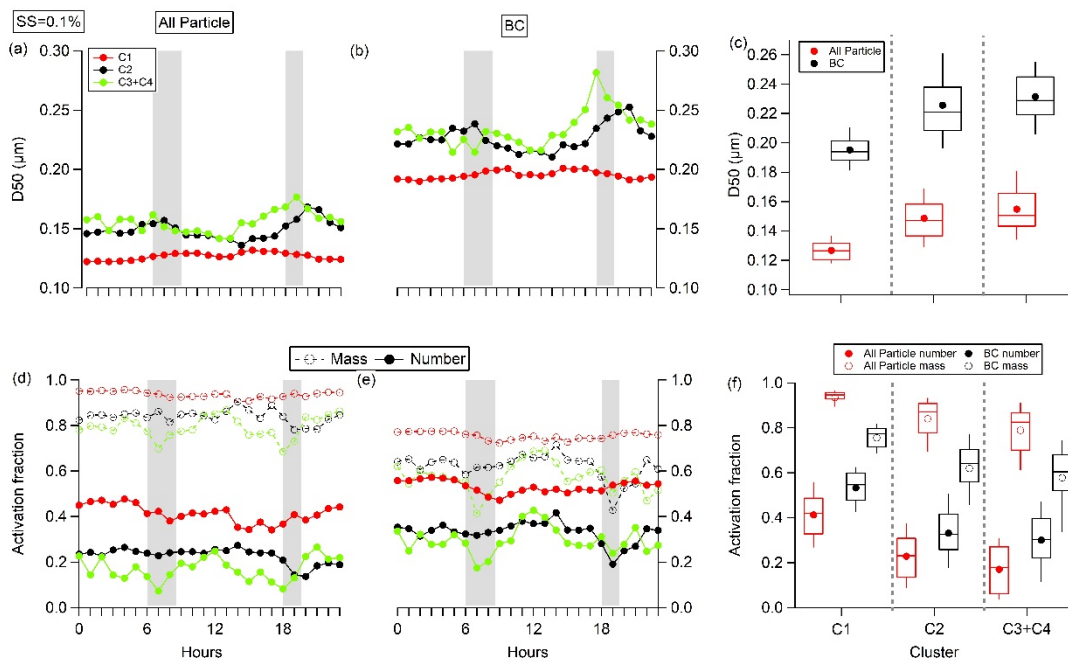 SS=0.1%
All Particle
BC
(a)
0.30
0.25
0.20
0.15
0.10
D50 (μm)
C1
C2
C3+C4
(b)
0.30
0.25
0.20
0.15
0.10
(c)
0.26
0.24
0.22
0.20
0.18
0.16
0.14
0.12
0.10
D50 (μm)
All Particle
BC
Mass Number
(d)
1.0
0.8
0.6
0.4
0.2
0.0
Activation fraction
0 6 12 18
Hours
(e)
1.0
0.8
0.6
0.4
0.2
0.0
0 6 12 18
Hours
All Particle number BC number
All Particle mass BC mass
(f)
1.0
0.8
0.6
0.4
0.2
0.0
Activation fraction
C1 C2 C3+C4
Cluster